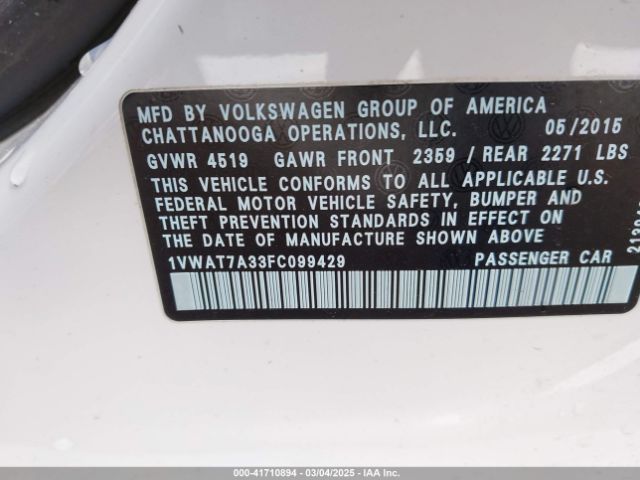 MFD BY VOLKSWAGEN GROUP OF AMERICA
CHATTANOOGA OPERATIONS, LLC. 05/2015
GVWR 4519 GAWR FRONT 2359 / REAR 2271 LBS
THIS VEHICLE CONFORMS TO ALL APPLICABLE U.S.
FEDERAL MOTOR VEHICLE SAFETY, BUMPER AND
THEFT PREVENTION STANDARDS IN EFFECT ON
THE DATE OF MANUFACTURE SHOWN ABOVE
1VWAT7A33FC099429 PASSENGER CAR
000-41710894 - 03/04/2025 - IAA Inc.